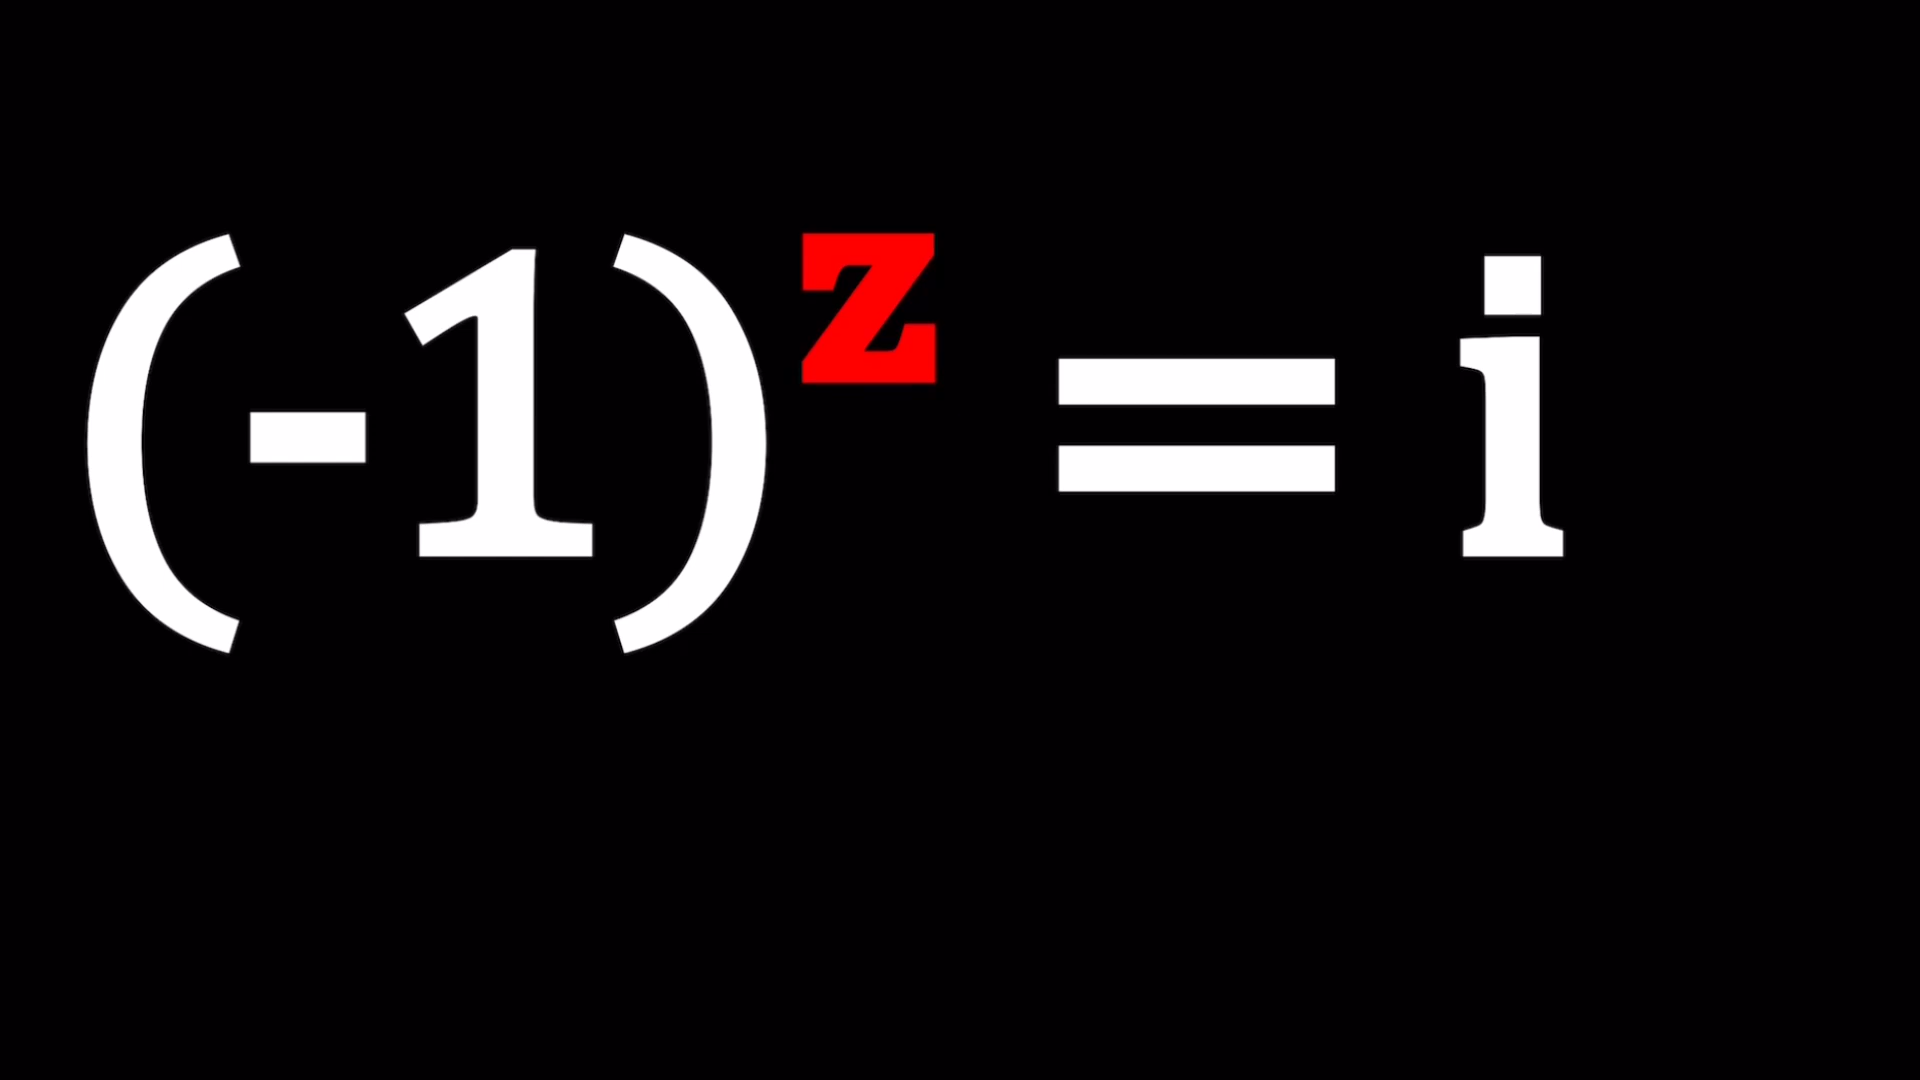 (-1)ᶻ = i